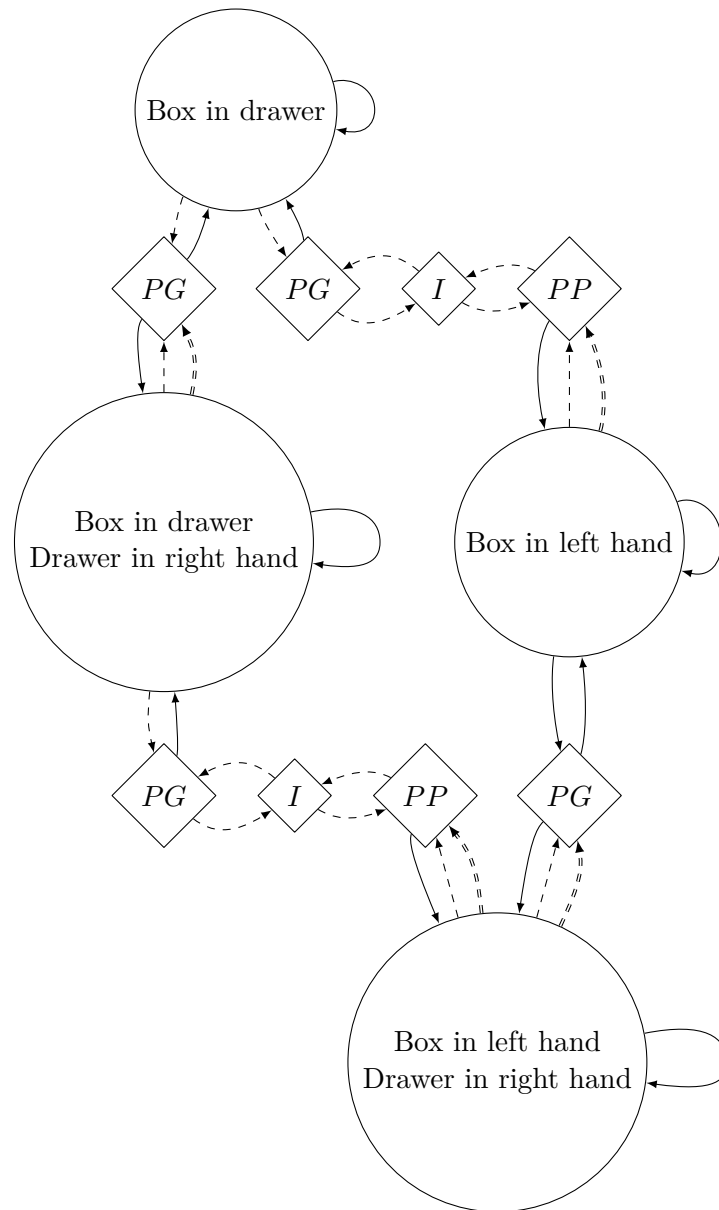 Box in drawer
PG
PG
I
PP
Box in drawer
Drawer in right hand
Box in left hand
PG
I
PP
PG
Box in left hand
Drawer in right hand